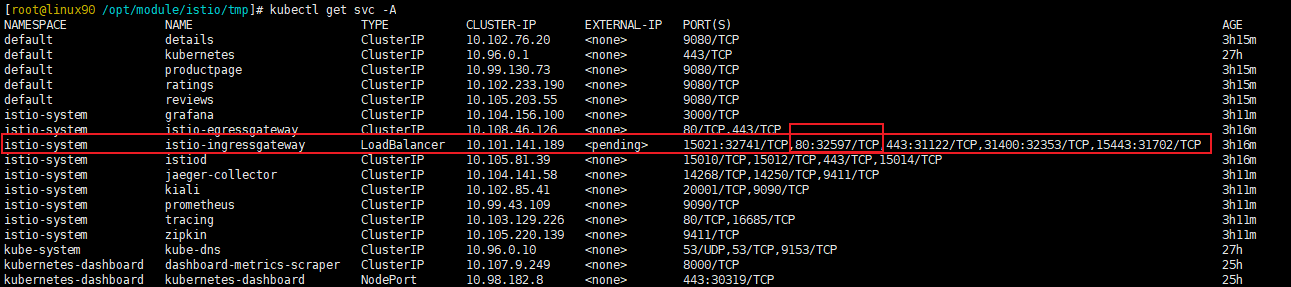 [root@linux90 /opt/module/istio/tmp]# kubectl get svc -A
NAMESPACE NAME TYPE CLUSTER-IP EXTERNAL-IP PORT(S) AGE
default details ClusterIP 10.102.76.20 <none> 9080/TCP 3h15m
default kubernetes ClusterIP 10.96.0.1 <none> 443/TCP 27h
default productpage ClusterIP 10.99.130.73 <none> 9080/TCP 3h15m
default ratings ClusterIP 10.102.233.190 <none> 9080/TCP 3h15m
default reviews ClusterIP 10.105.203.55 <none> 9080/TCP 3h15m
istio-system grafana ClusterIP 10.104.156.100 <none> 3000/TCP 3h11m
istio-system istio-egressgateway ClusterIP 10.108.46.126 <none> 80/TCP,443/TCP 3h16m
istio-system istio-ingressgateway LoadBalancer 10.101.141.189 <pending> 15021:32741/TCP,80:32597/TCP,443:31122/TCP,31400:32353/TCP,15443:31702/TCP 3h16m
istio-system istiod ClusterIP 10.105.81.39 <none> 15010/TCP,15012/TCP,443/TCP,15014/TCP 3h16m
istio-system jaeger-collector ClusterIP 10.104.141.58 <none> 14268/TCP,14250/TCP,9411/TCP 3h11m
istio-system kiali ClusterIP 10.102.85.41 <none> 20001/TCP,9090/TCP 3h11m
istio-system prometheus ClusterIP 10.99.43.109 <none> 9090/TCP 3h11m
istio-system tracing ClusterIP 10.103.129.226 <none> 80/TCP,16685/TCP 3h11m
istio-system zipkin ClusterIP 10.105.220.139 <none> 9411/TCP 3h11m
kube-system kube-dns ClusterIP 10.96.0.10 <none> 53/UDP,53/TCP,9153/TCP 27h
kubernetes-dashboard dashboard-metrics-scraper ClusterIP 10.107.9.249 <none> 8000/TCP 25h
kubernetes-dashboard kubernetes-dashboard NodePort 10.98.182.8 <none> 443:30319/TCP 25h